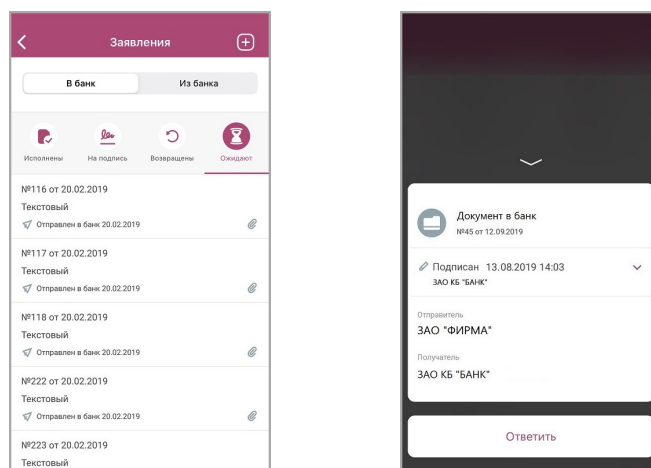 Заявления
В банк
Из банка
Исполнены
На подпись
Возвращены
Ожидают
№116 от 20.02.2019
Текстовый
Отправлен в банк 20.02.2019
№117 от 20.02.2019
Текстовый
Отправлен в банк 20.02.2019
№118 от 20.02.2019
Текстовый
Отправлен в банк 20.02.2019
№222 от 20.02.2019
Текстовый
Отправлен в банк 20.02.2019
№223 от 20.02.2019
Текстовый
Документ в банк
№45 от 12.09.2019
Подписан 13.08.2019 14:03
ЗАО КБ "БАНК"
Отправитель
ЗАО "ФИРМА"
Получатель
ЗАО КБ "БАНК"
Ответить